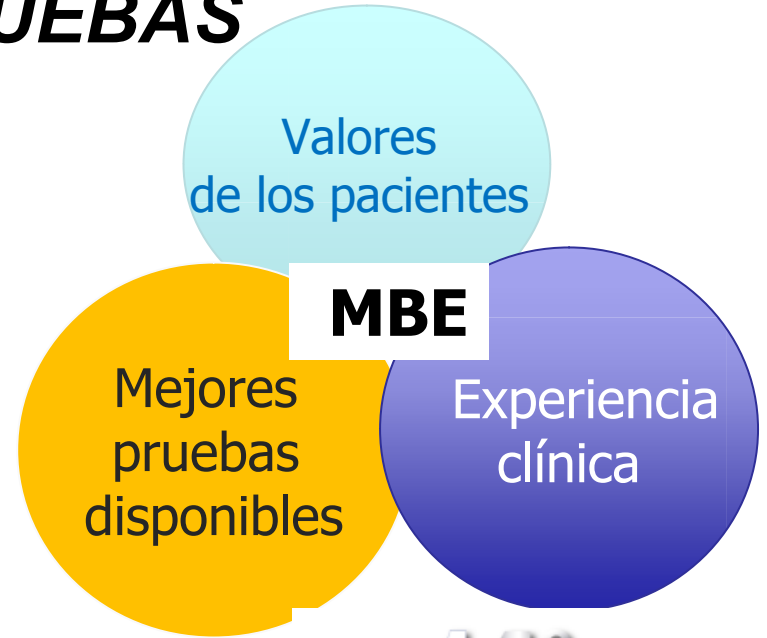 UEBAS
Valores
de los pacientes
MBE
Mejores
pruebas
disponibles
Experiencia
clínica